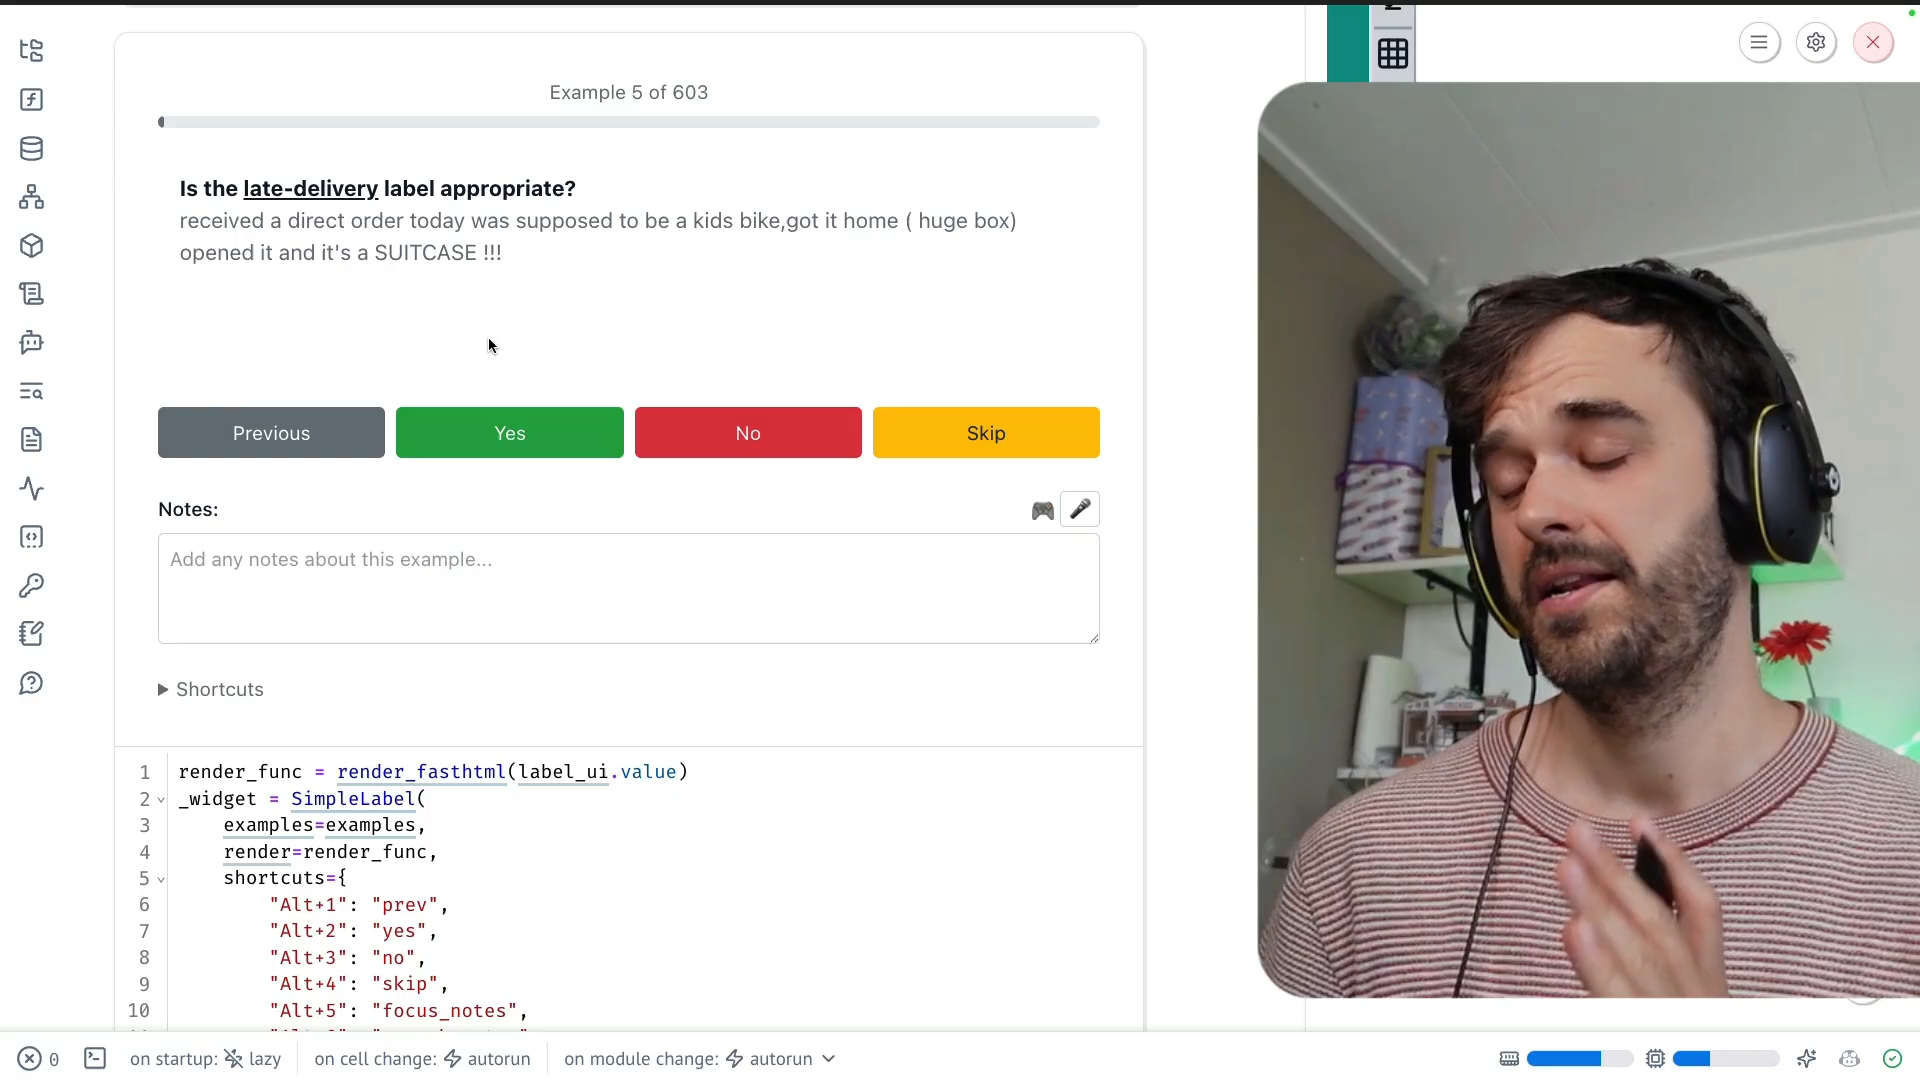 Example 5 of 603
Is the late-delivery label appropriate?
received a direct order today was supposed to be a kids bike,got it home ( huge box)
opened it and it's a SUITCASE !!!
Previous
Yes
No
Skip
Notes:
Add any notes about this example...
Shortcuts
1 render_func = render_fasthtml(label_ui.value)
2 _widget = SimpleLabel(
3 examples=examples,
4 render=render_func,
5 shortcuts={
6 "Alt+1": "prev",
7 "Alt+2": "yes",
8 "Alt+3": "no",
9 "Alt+4": "skip",
10 "Alt+5": "focus_notes",
0
on startup: lazy
on cell change: autorun
on module change: autorun